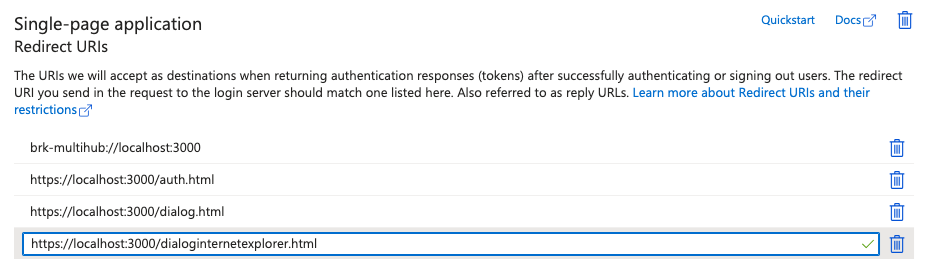 Single-page application
Quickstart
Docs
Redirect URIs
The URIs we will accept as destinations when returning authentication responses (tokens) after successfully authenticating or signing out users. The redirect
URI you send in the request to the login server should match one listed here. Also referred to as reply URLs. Learn more about Redirect URIs and their
restrictions
brk-multihub://localhost:3000
https://localhost:3000/auth.html
https://localhost:3000/dialog.html
https://localhost:3000/dialoginternetexplorer.html